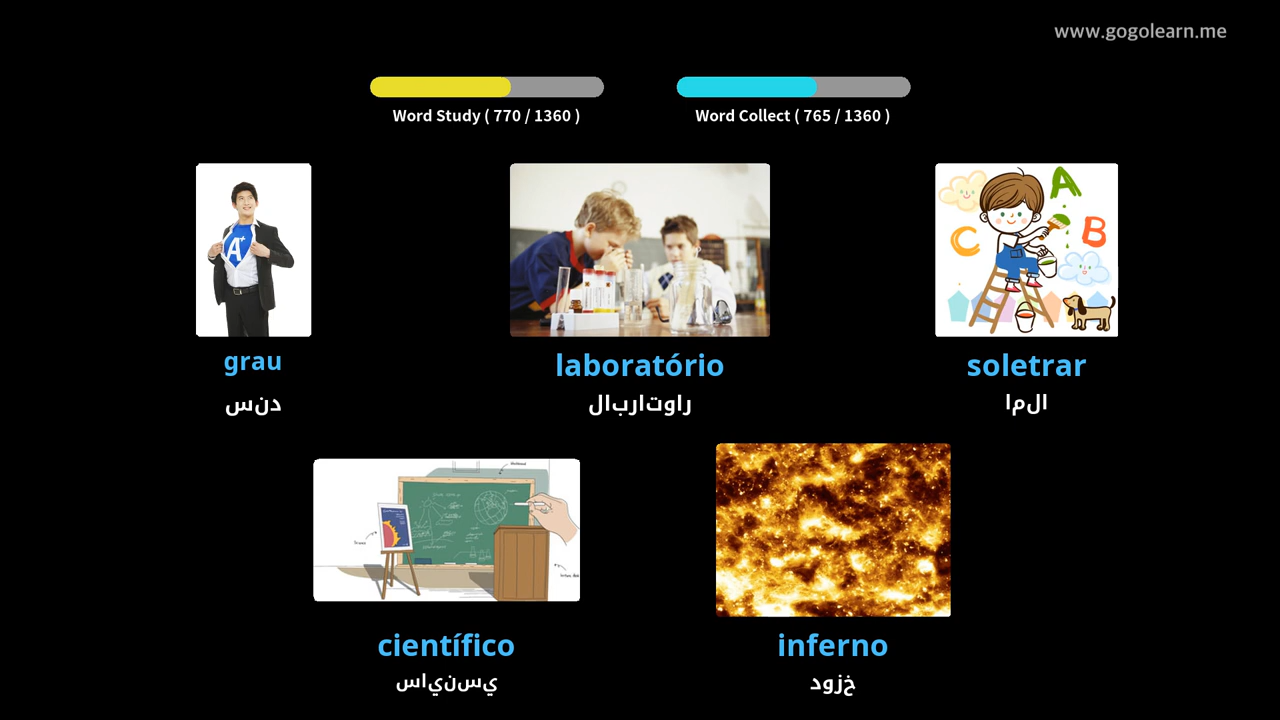 www.gogolearn.me
Word Study ( 770 / 1360 )
Word Collect ( 765 / 1360 )
grau
دنس
laboratório
راوتاربال
soletrar
الما
científico
يسنياس
inferno
خزود